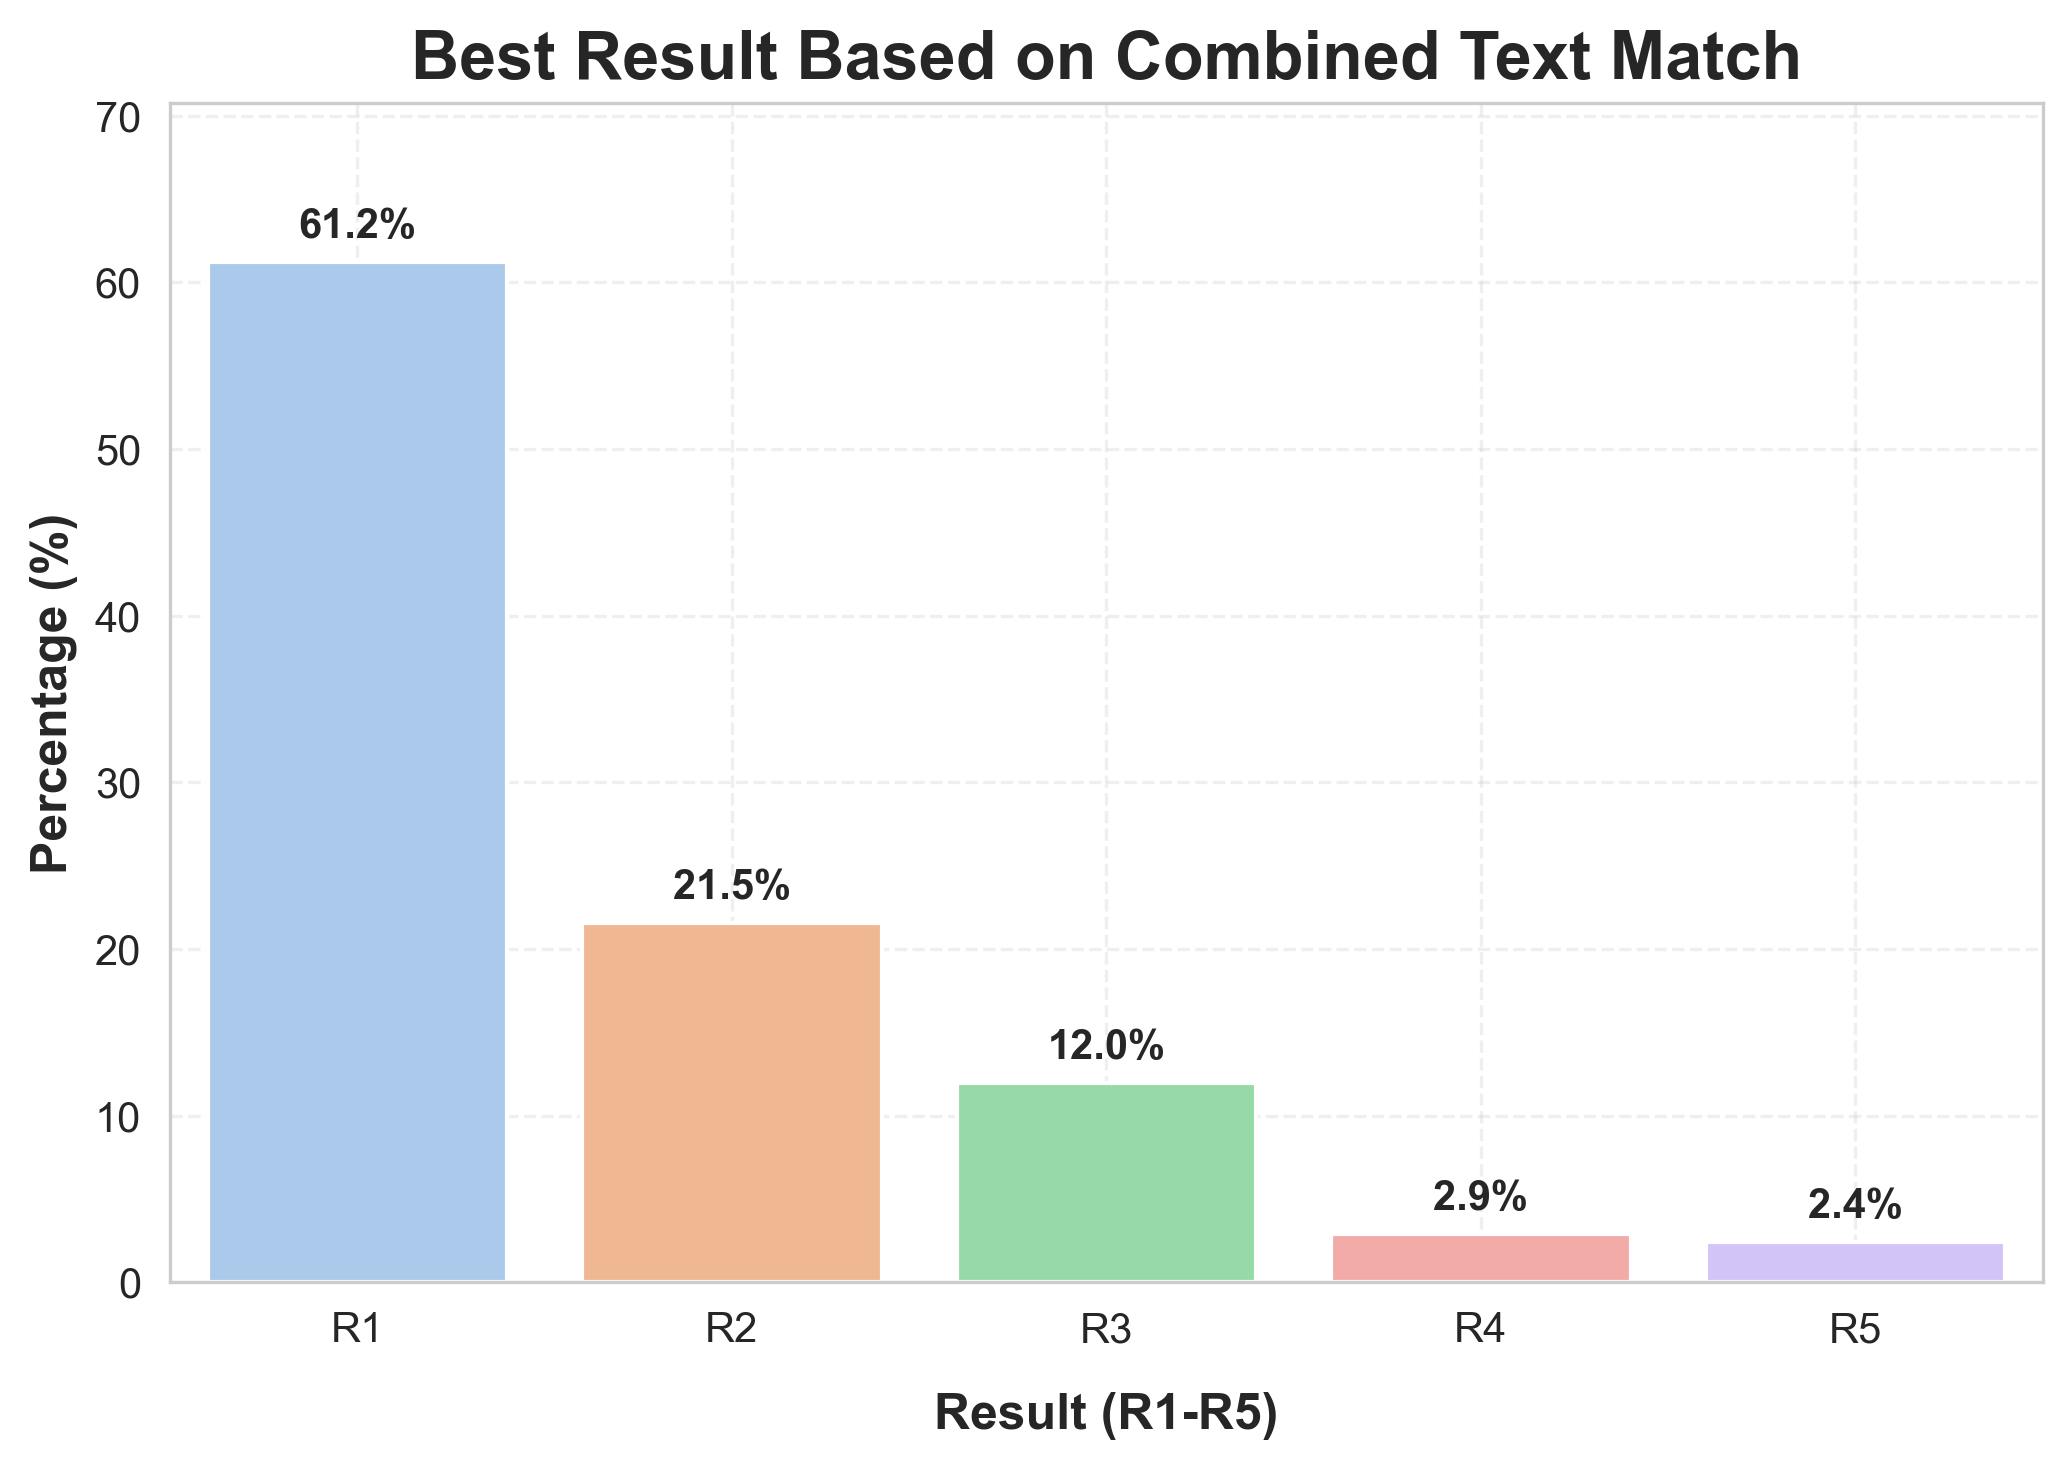 Best Result Based on Combined Text Match
Percentage (%)
70
60
50
40
30
20
10
0
61.2%
21.5%
12.0%
2.9%
2.4%
R1
R2
R3
R4
R5
Result (R1-R5)